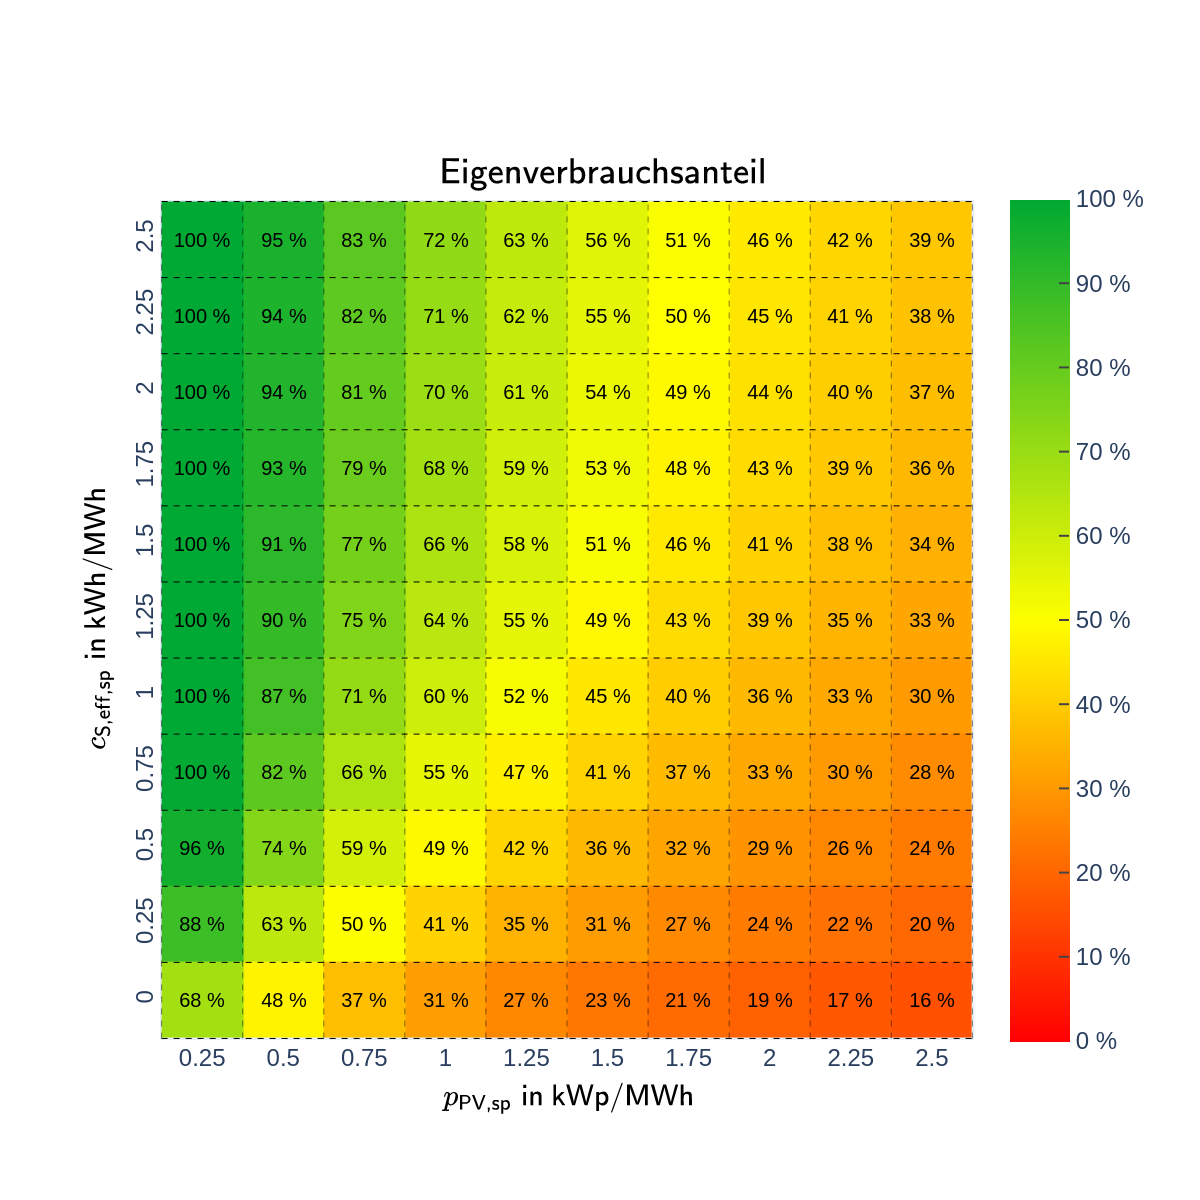 Eigenverbrauchsanteil
2.5 100 % 95 % 83 % 72 % 63 % 56 % 51 % 46 % 42 % 39 %
2.25 100 % 94 % 82 % 71 % 62 % 55 % 50 % 45 % 41 % 38 %
2 100 % 94 % 81 % 70 % 61 % 54 % 49 % 44 % 40 % 37 %
1.75 100 % 93 % 79 % 68 % 59 % 53 % 48 % 43 % 39 % 36 %
1.5 100 % 91 % 77 % 66 % 58 % 51 % 46 % 41 % 38 % 34 %
1.25 100 % 90 % 75 % 64 % 55 % 49 % 43 % 39 % 35 % 33 %
1 100 % 87 % 71 % 60 % 52 % 45 % 40 % 36 % 33 % 30 %
0.75 100 % 82 % 66 % 55 % 47 % 41 % 37 % 33 % 30 % 28 %
0.5 96 % 74 % 59 % 49 % 42 % 36 % 32 % 29 % 26 % 24 %
0.25 88 % 63 % 50 % 41 % 35 % 31 % 27 % 24 % 22 % 20 %
0 68 % 48 % 37 % 31 % 27 % 23 % 21 % 19 % 17 % 16 %
0.25 0.5 0.75 1 1.25 1.5 1.75 2 2.25 2.5
pPV,sp in kWp/MWh
cS,eff,sp in kWh/MWh
100 %
90 %
80 %
70 %
60 %
50 %
40 %
30 %
20 %
10 %
0 %